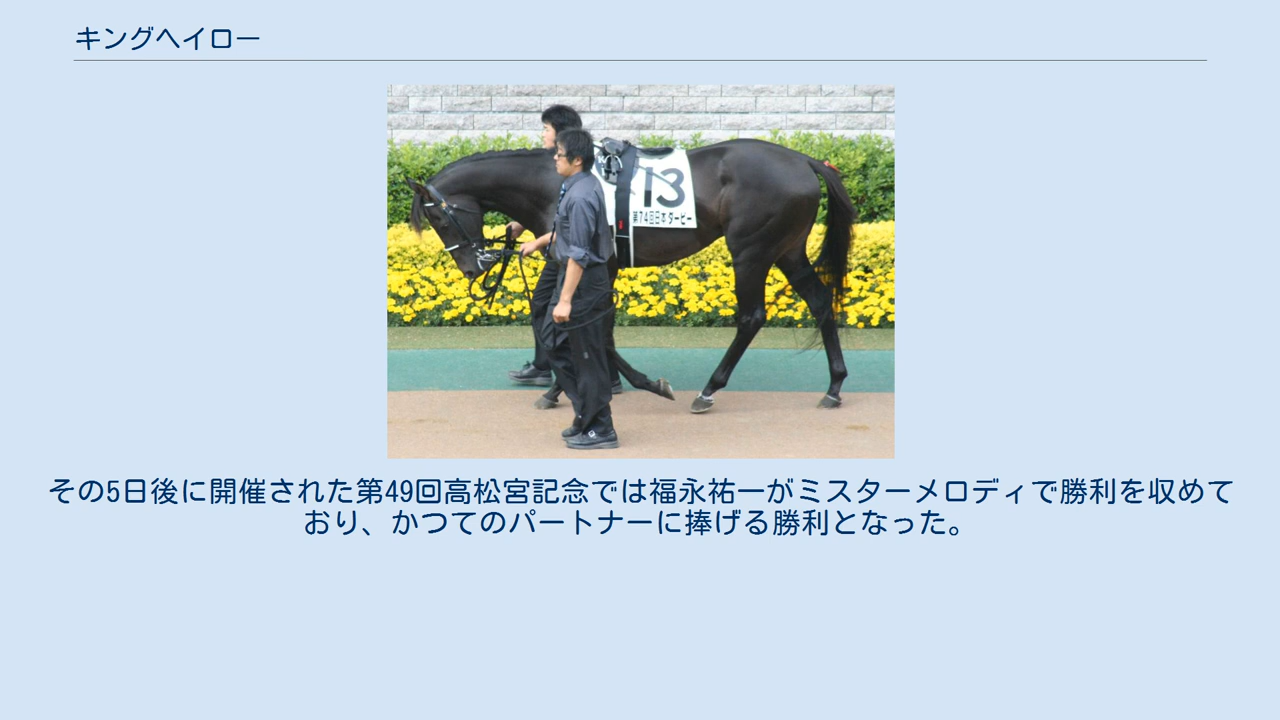 キングヘイロー
13
第74回日本ダービー
その5日後に開催された第49回高松宮記念では福永祐一がミスターメロディで勝利を収めて
おり、かつてのパートナーに捧げる勝利となった。